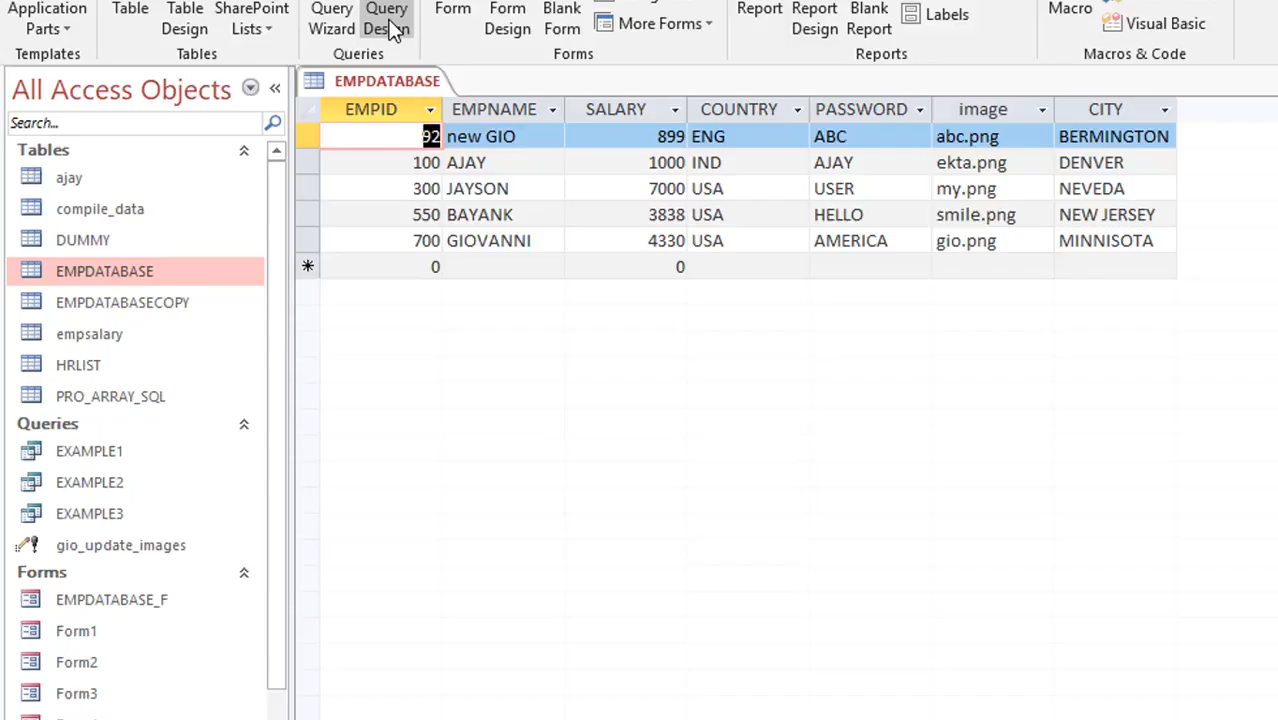 Application Parts
Table
Table Design
SharePoint Lists
Query Wizard
Query Design
Form
Form Design
Blank Form
More Forms
Report
Report Design
Blank Report
Labels
Macro
Visual Basic
Templates
Tables
Queries
Forms
Reports
Macros & Code
All Access Objects
Search...
Tables
ajay
compile_data
DUMMY
EMPDATABASE
EMPDATABASECOPY
empsalary
HRLIST
PRO_ARRAY_SQL
Queries
EXAMPLE1
EXAMPLE2
EXAMPLE3
gio_update_images
Forms
EMPDATABASE_F
Form1
Form2
Form3
EMPDATABASE
EMPID EMPNAME SALARY COUNTRY PASSWORD image CITY
92 new GIO 899 ENG ABC abc.png BERMINGTON
100 AJAY 1000 IND AJAY ekta.png DENVER
300 JAYSON 7000 USA USER my.png NEVEDA
550 BAYANK 3838 USA HELLO smile.png NEW JERSEY
700 GIOVANNI 4330 USA AMERICA gio.png MINNISOTA
0 0